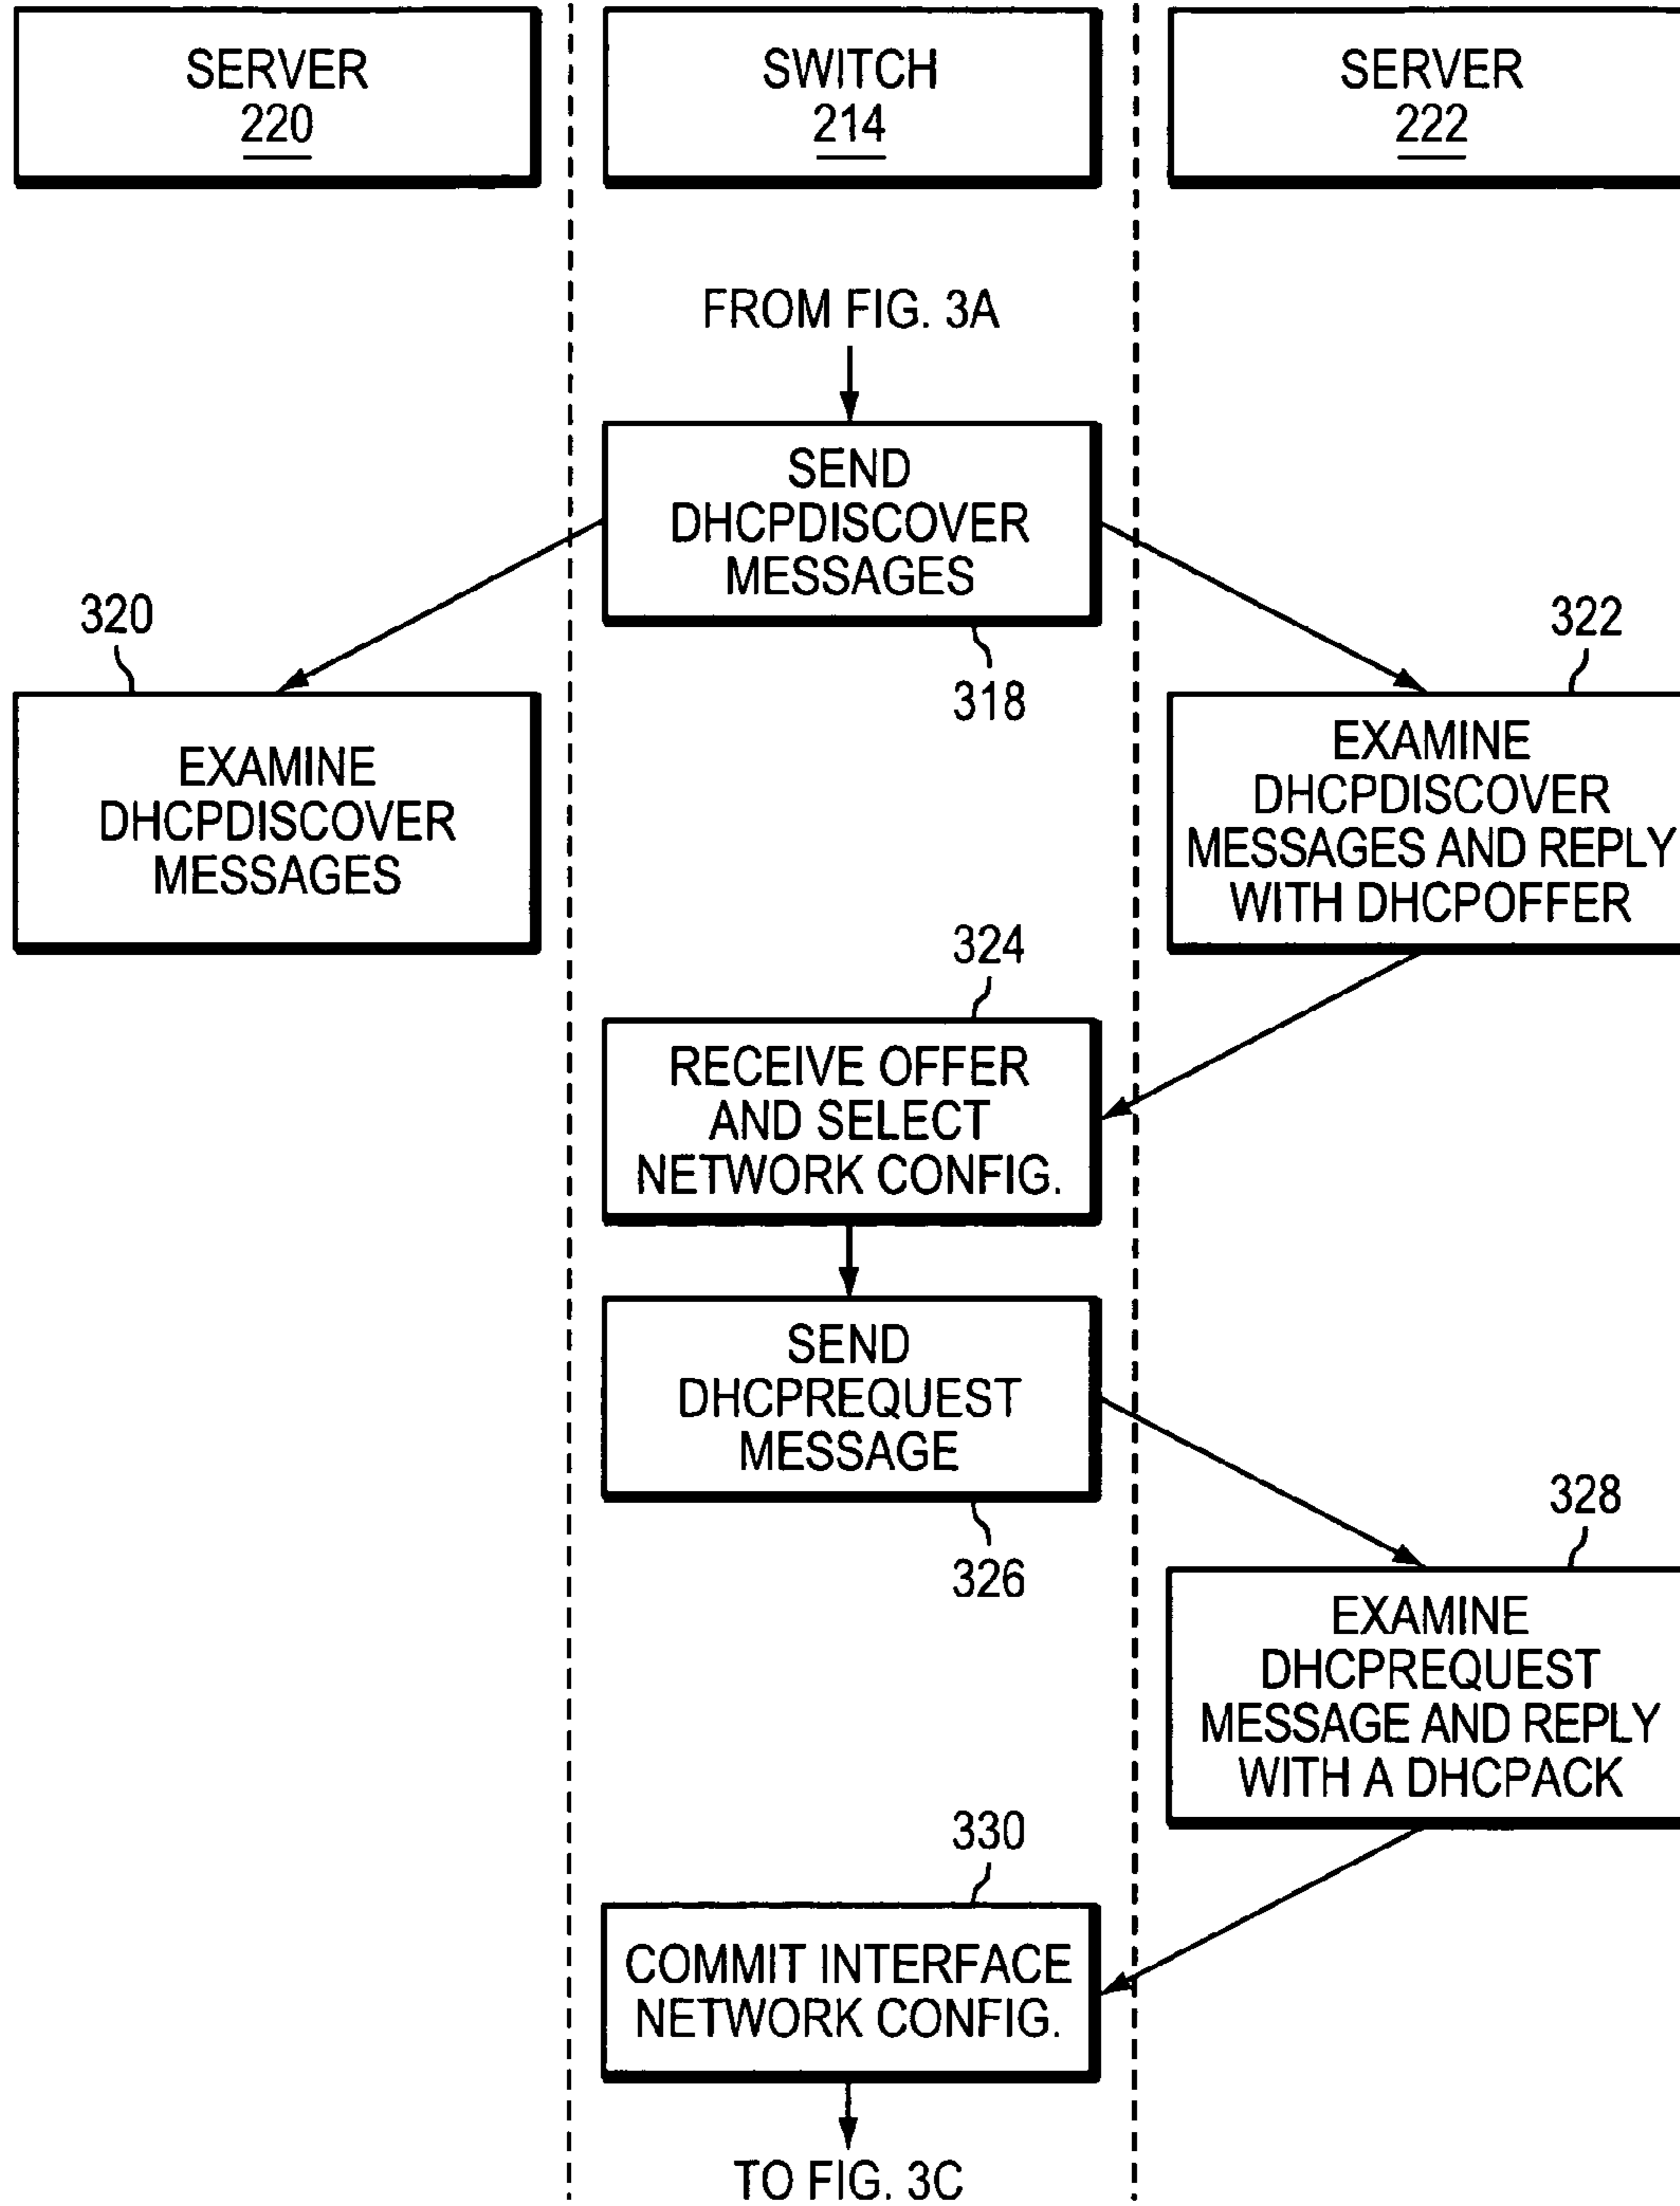 SERVER
220
SWITCH
214
SERVER
222
FROM FIG. 3A
SEND
DHCPDISCOVER
MESSAGES
318
320
EXAMINE
DHCPDISCOVER
MESSAGES
322
EXAMINE
DHCPDISCOVER
MESSAGES AND REPLY
WITH DHCPOFFER
324
RECEIVE OFFER
AND SELECT
NETWORK CONFIG.
SEND
DHCPREQUEST
MESSAGE
326
328
EXAMINE
DHCPREQUEST
MESSAGE AND REPLY
WITH A DHCPACK
330
COMMIT INTERFACE
NETWORK CONFIG.
TO FIG. 3C